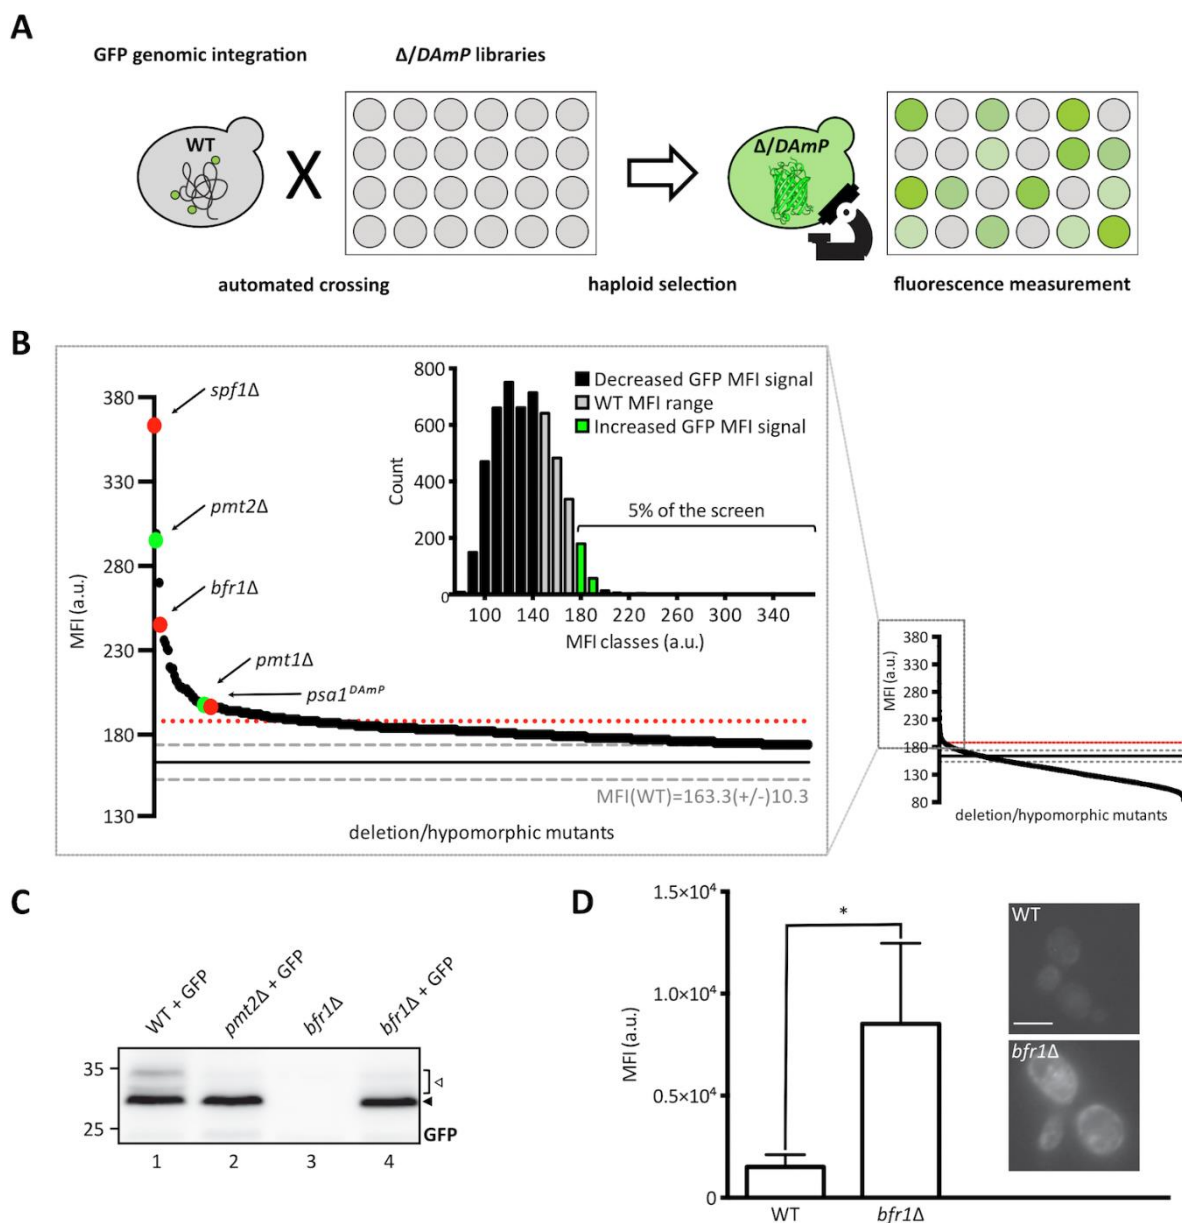 A
GFP genomic integration
Δ/DAmP libraries
WT
X
Δ/DAmP
automated crossing
haploid selection
fluorescence measurement
B
MFI (a.u.)
380
330
280
230
180
130
spf1Δ
pmt2Δ
bfr1Δ
pmt1Δ
psa1DAmP
MFI(WT)=163.3(+/-)10.3
deletion/hypomorphic mutants
Count
800
600
400
200
0
100 140 180 220 260 300 340
MFI classes (a.u.)
Decreased GFP MFI signal
WT MFI range
Increased GFP MFI signal
5% of the screen
MFI (a.u.)
380
330
280
230
180
130
80
deletion/hypomorphic mutants
C
WT + GFP
pmt2Δ + GFP
bfr1Δ
bfr1Δ + GFP
35
25
GFP
1 2 3 4
D
MFI (a.u.)
1.5×10⁴
1.0×10⁴
0.5×10⁴
0
*
WT
bfr1Δ
WT
bfr1Δ